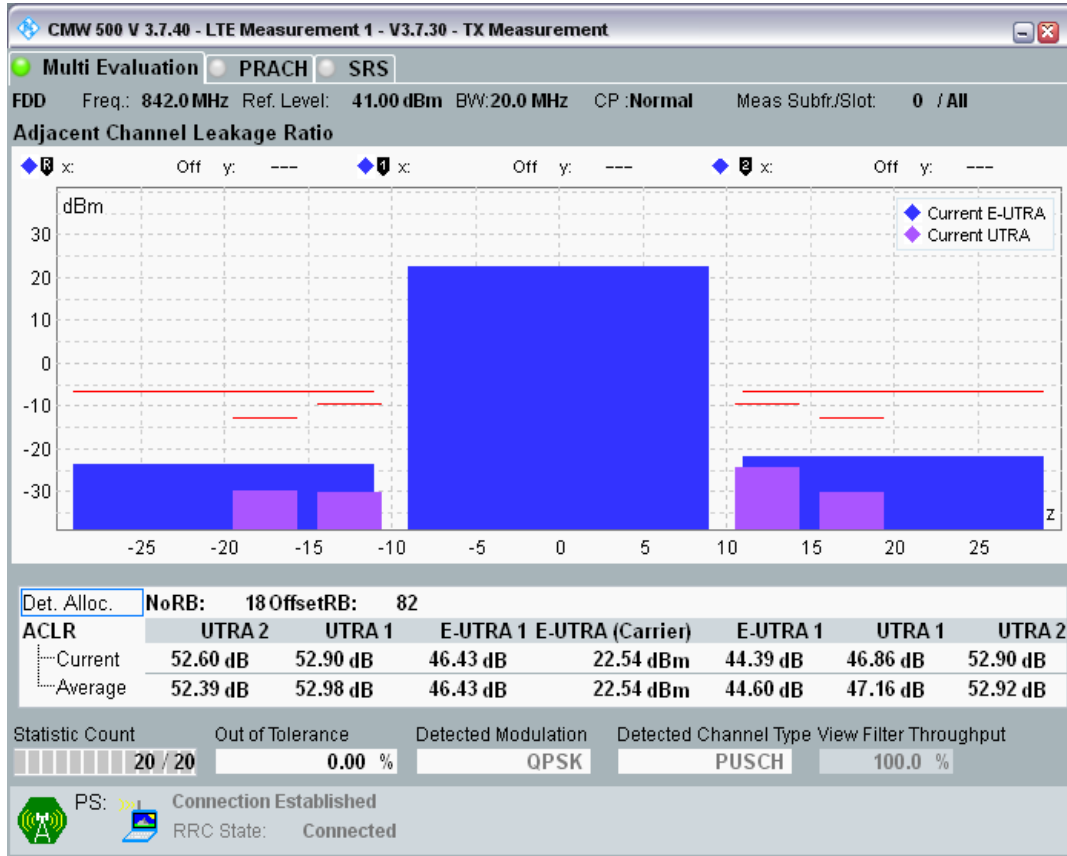 CMW 500 V 3.7.40 - LTE Measurement 1 - V3.7.30 - TX Measurement
Multi Evaluation PRACH SRS
FDD Freq.: 842.0 MHz Ref. Level: 41.00 dBm BW: 20.0 MHz CP :Normal Meas Subfr./Slot: 0 / All
Adjacent Channel Leakage Ratio
R x: Off y: --- 1 x: Off y: --- 2 x: Off y: ---
dBm
Current E-UTRA
Current UTRA
30
20
10
0
-10
-20
-30
z
-25 -20 -15 -10 -5 0 5 10 15 20 25
Det. Alloc. NoRB: 18 OffsetRB: 82
ACLR UTRA 2 UTRA 1 E-UTRA 1 E-UTRA (Carrier) E-UTRA 1 UTRA 1 UTRA 2
Current 52.60 dB 52.90 dB 46.43 dB 22.54 dBm 44.39 dB 46.86 dB 52.90 dB
Average 52.39 dB 52.98 dB 46.43 dB 22.54 dBm 44.60 dB 47.16 dB 52.92 dB
Statistic Count Out of Tolerance Detected Modulation Detected Channel Type View Filter Throughput
20 / 20 0.00 % QPSK PUSCH 100.0 %
PS: Connection Established
RRC State: Connected